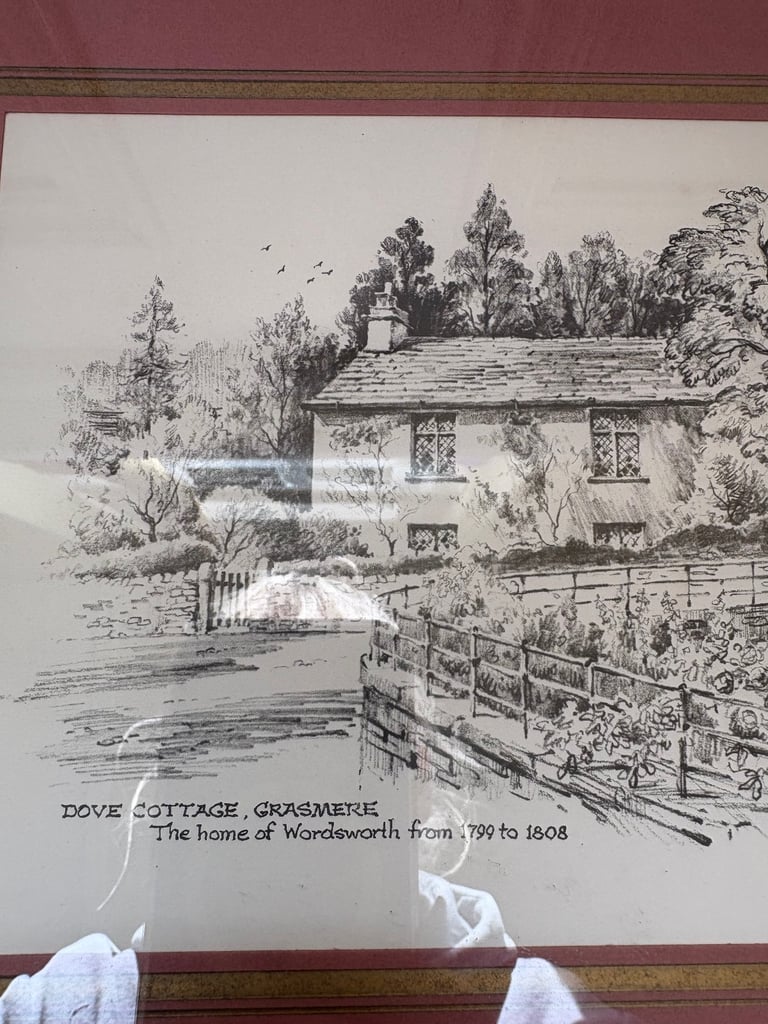 DOVE COTTAGE, GRASMERE
The home of Wordsworth from 1799 to 1808